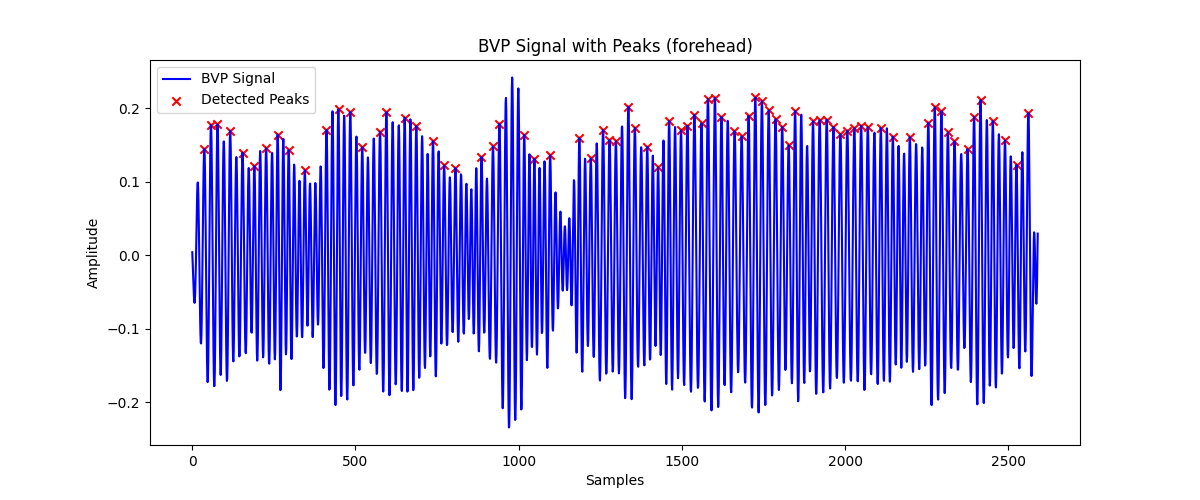 BVP Signal with Peaks (forehead)
BVP Signal
Detected Peaks
Amplitude
0.2
0.1
0.0
−0.1
−0.2
0 500 1000 1500 2000 2500
Samples